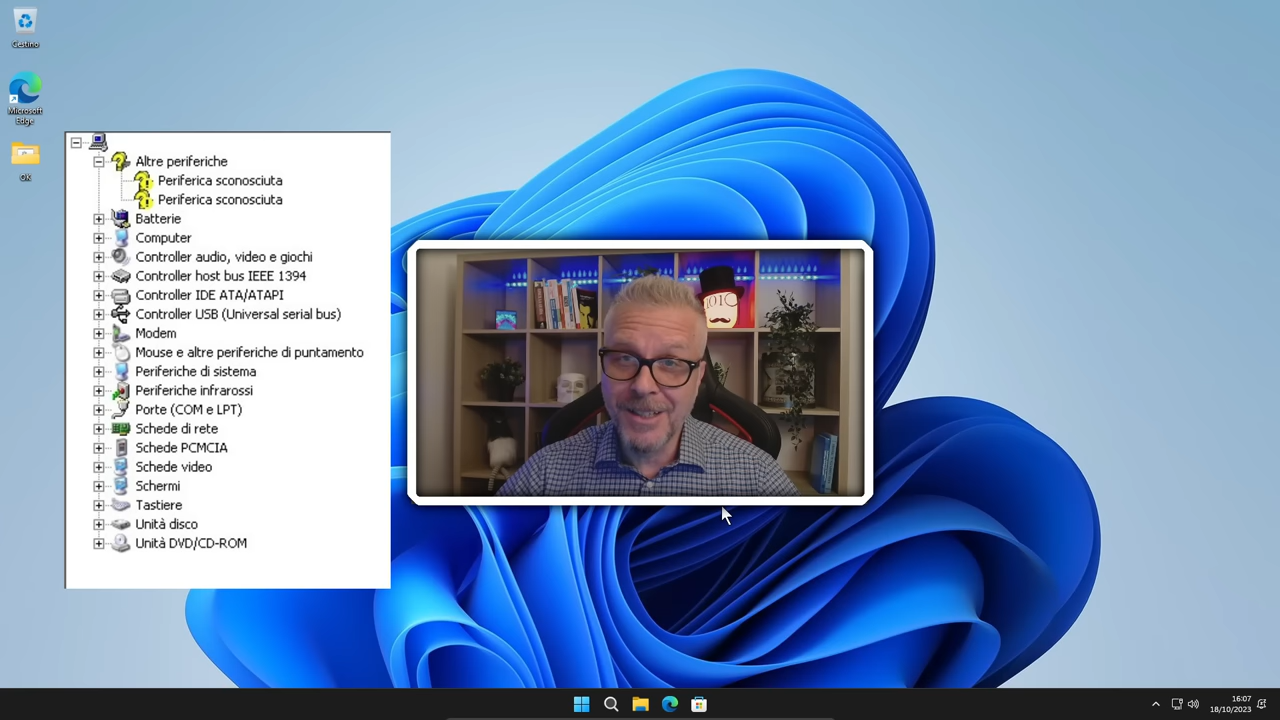 Cestino
Microsoft
Edge
OK
Altre periferiche
Periferica sconosciuta
Periferica sconosciuta
Batterie
Computer
Controller audio, video e giochi
Controller host bus IEEE 1394
Controller IDE ATA/ATAPI
Controller USB (Universal serial bus)
Modem
Mouse e altre periferiche di puntamento
Periferiche di sistema
Periferiche infrarossi
Porte (COM e LPT)
Schede di rete
Schede PCMCIA
Schede video
Schermi
Tastiere
Unità disco
Unità DVD/CD-ROM
16:07
18/10/2023